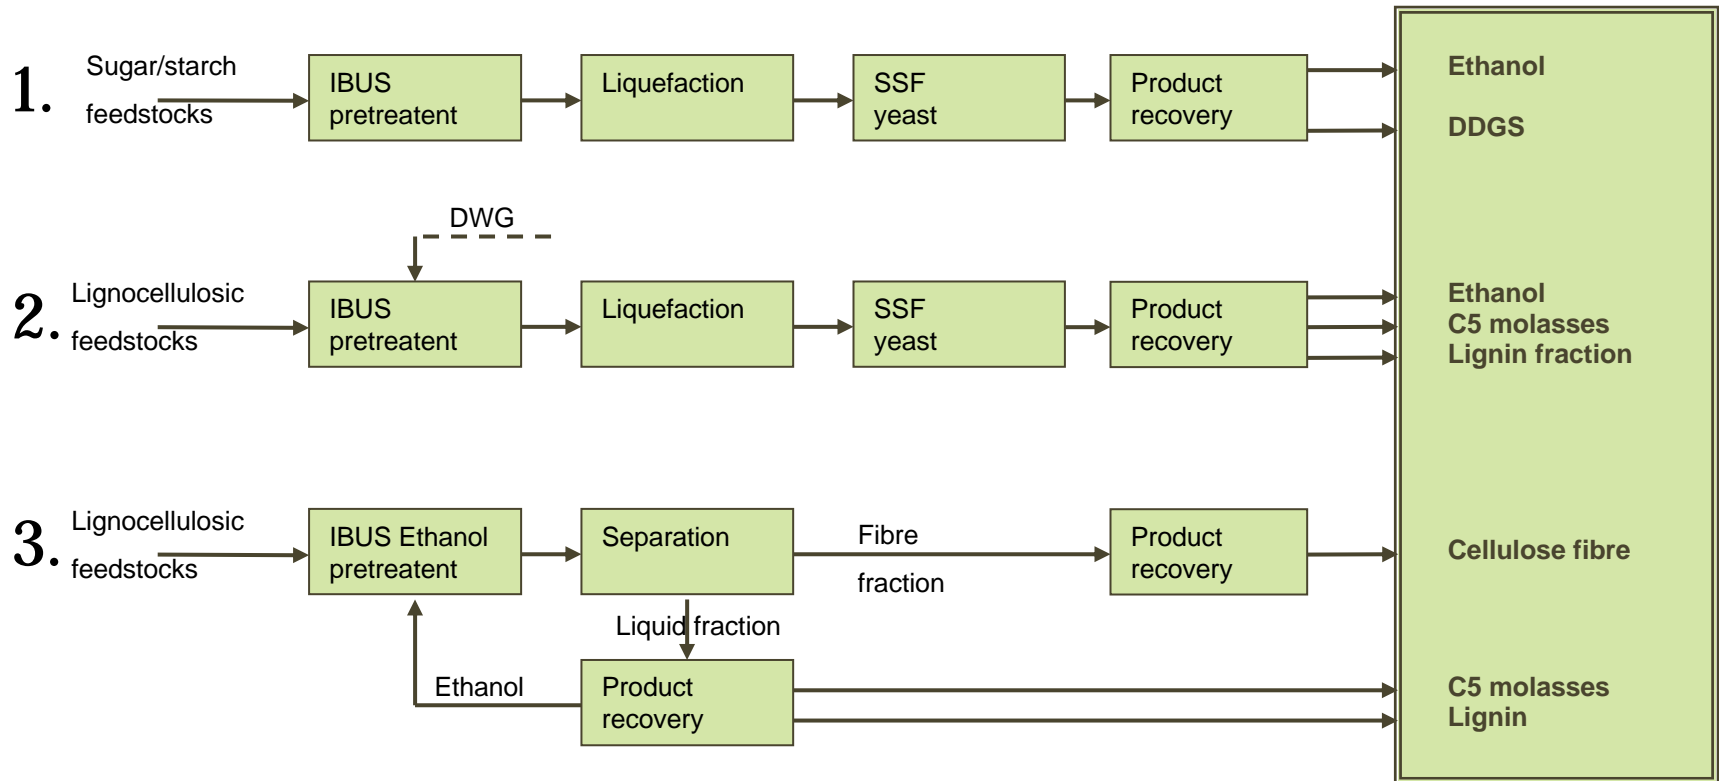 1.
Sugar/starch
feedstocks
IBUS
pretreatent
Liquefaction
SSF
yeast
Product
recovery
Ethanol
DDGS
DWG
2.
Lignocellulosic
feedstocks
IBUS
pretreatent
Liquefaction
SSF
yeast
Product
recovery
Ethanol
C5 molasses
Lignin fraction
3.
Lignocellulosic
feedstocks
IBUS Ethanol
pretreatent
Separation
Fibre
fraction
Product
recovery
Cellulose fibre
Liquid fraction
Ethanol
Product
recovery
C5 molasses
Lignin